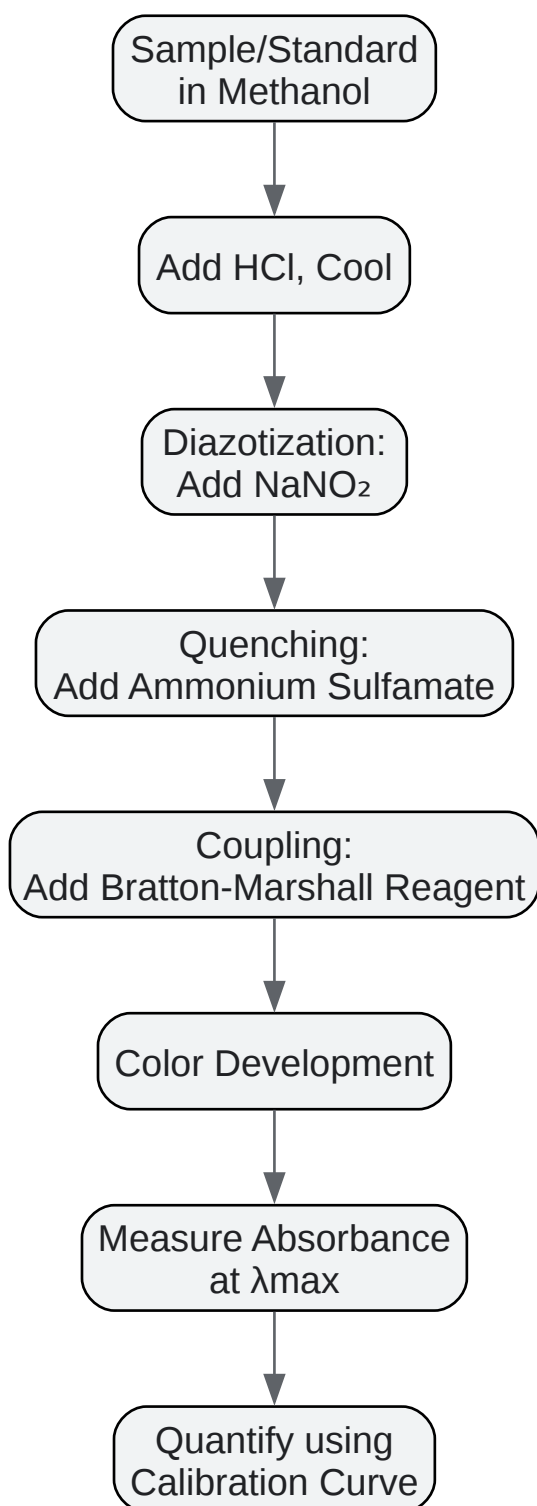 Sample/Standard
in Methanol
Add HCl, Cool
Diazotization:
Add NaNO₂
Quenching:
Add Ammonium Sulfamate
Coupling:
Add Bratton-Marshall Reagent
Color Development
Measure Absorbance
at λmax
Quantify using
Calibration Curve